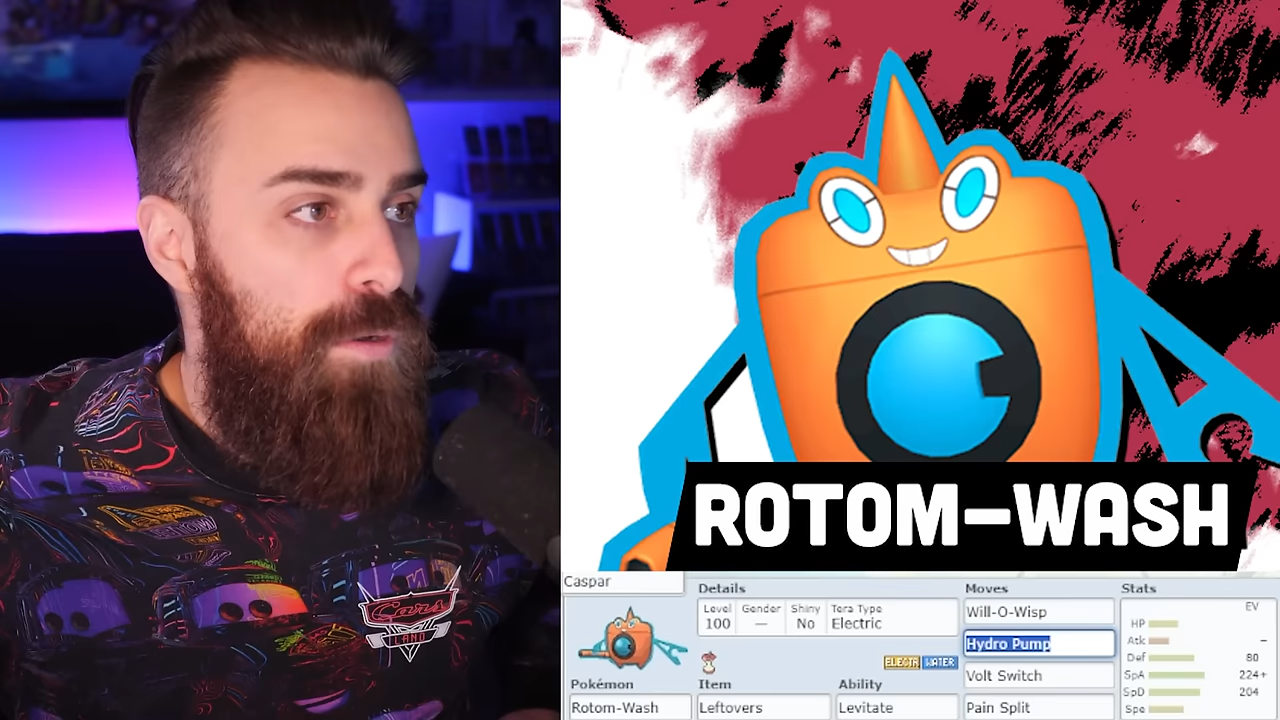 ROTOM-WASH
Caspar
Details
Level Gender Shiny Tera Type
100 — No Electric
ELECTR WATER
Pokémon Item Ability
Rotom-Wash Leftovers Levitate
Moves
Will-O-Wisp
Hydro Pump
Volt Switch
Pain Split
Stats
EV
HP
Atk –
Def 80
SpA 224+
SpD 204
Spe
Cars
LAND